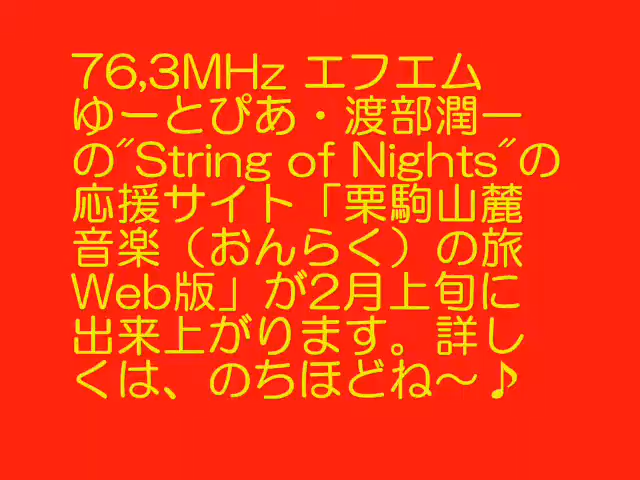 76,3MHz エフエム
ゆーとぴあ・渡部潤一
の"String of Nights"の
応援サイト「栗駒山麓
音楽（おんらく）の旅
Web版」が2月上旬に
出来上がります。詳し
くは、のちほどね～♪